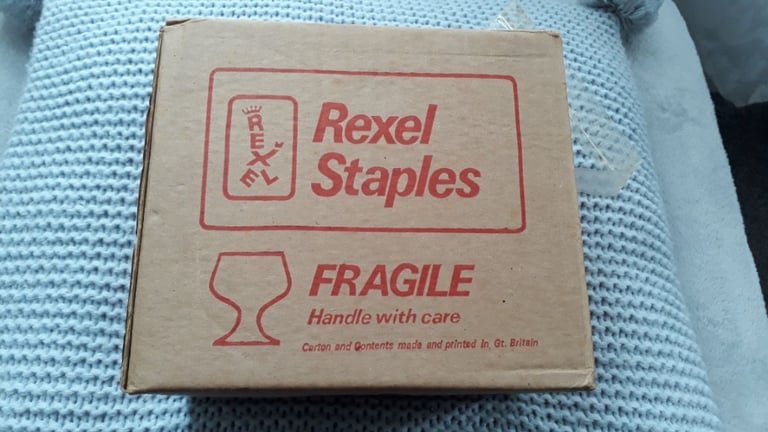 REXEL
Rexel
Staples
FRAGILE
Handle with care
Carton and Contents made and printed in Gt. Britain